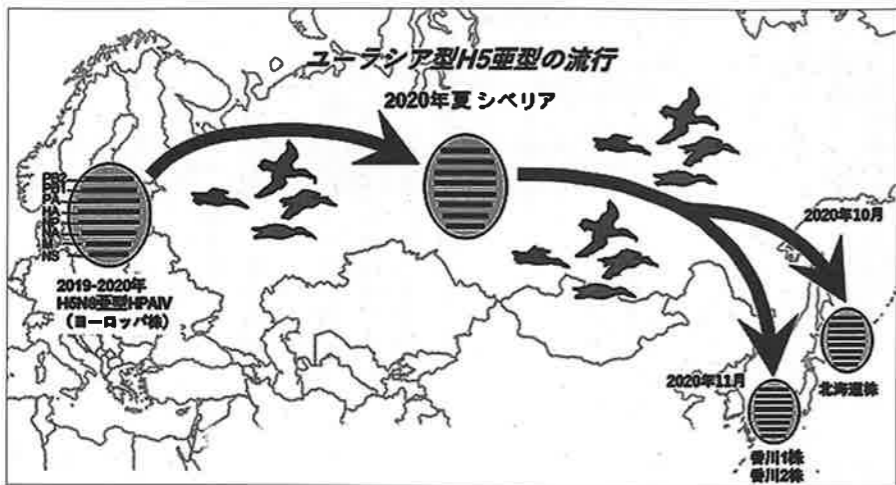 ユーラシア型H5亜型の流行
2020年夏 シベリア
PB2
PB1
PA
HA
NP
NA
M
NS
2019-2020年
H5N8亜型HPAIV
(ヨーロッパ株)
2020年10月
北海道株
2020年11月
香川1株
香川2株